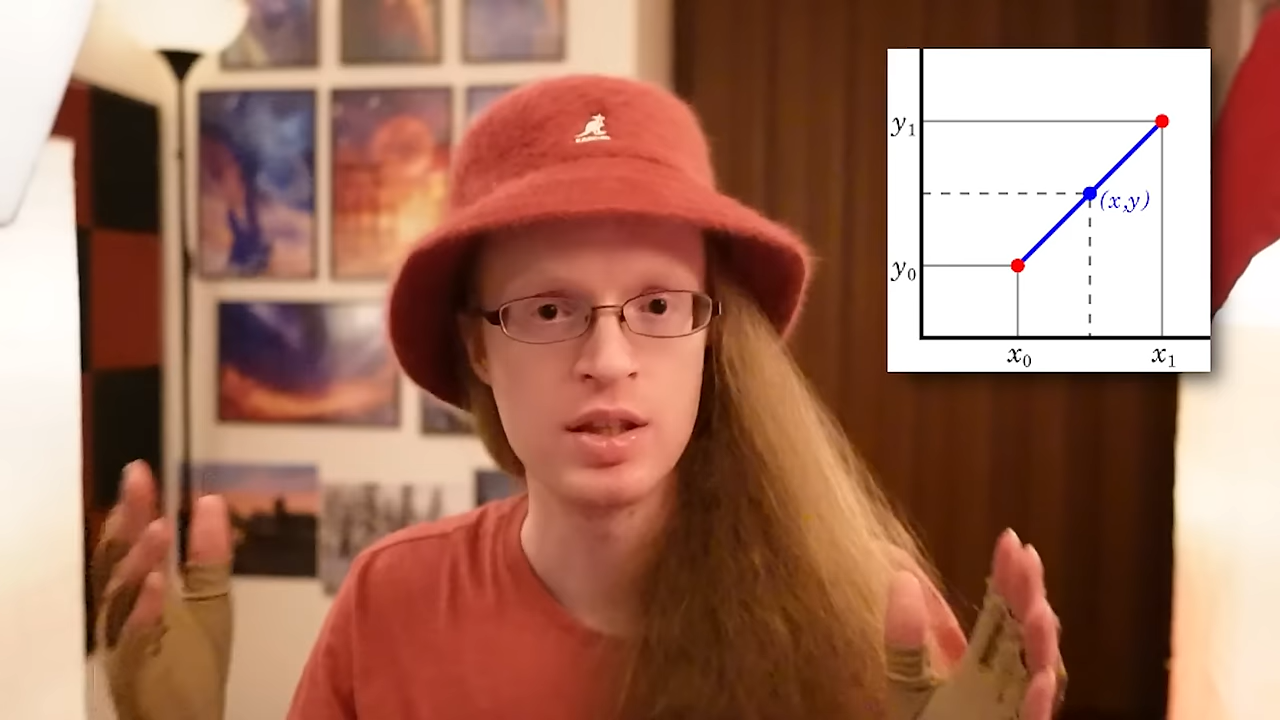 y₁
(x,y)
y₀
x₀
x₁